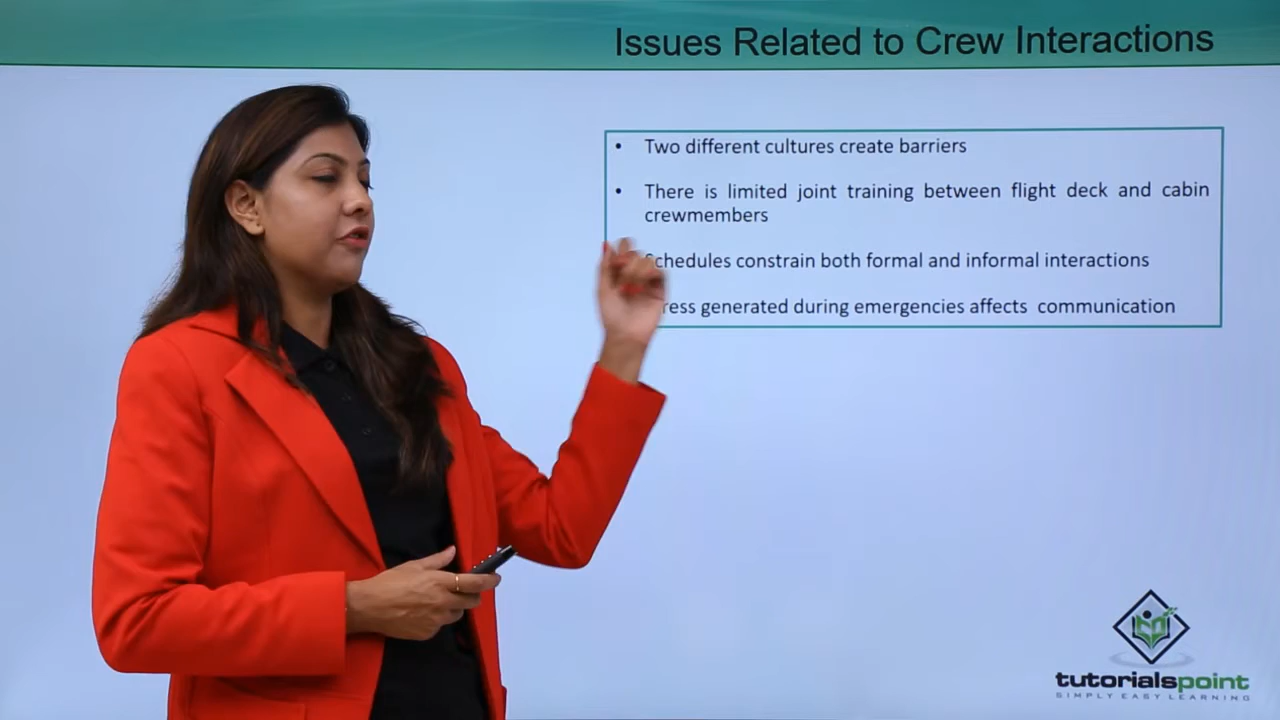 Issues Related to Crew Interactions
• Two different cultures create barriers
• There is limited joint training between flight deck and cabin
crewmembers
Schedules constrain both formal and informal interactions
generated during emergencies affects communication
tutorialspoint
SIMPLY EASY LEARNING